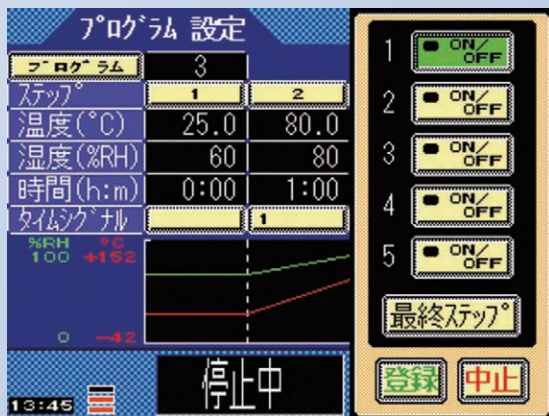 プログラム 設定
プログラム 3
ステップ 1 2
温度(°C) 25.0 80.0
湿度(%RH) 60 80
時間(h:m) 0:00 1:00
タイムシグナル 1
%RH °C
100 +152
0 -42
13:45 停止中
1 ON/OFF
2 ON/OFF
3 ON/OFF
4 ON/OFF
5 ON/OFF
最終ステップ
登録 中止